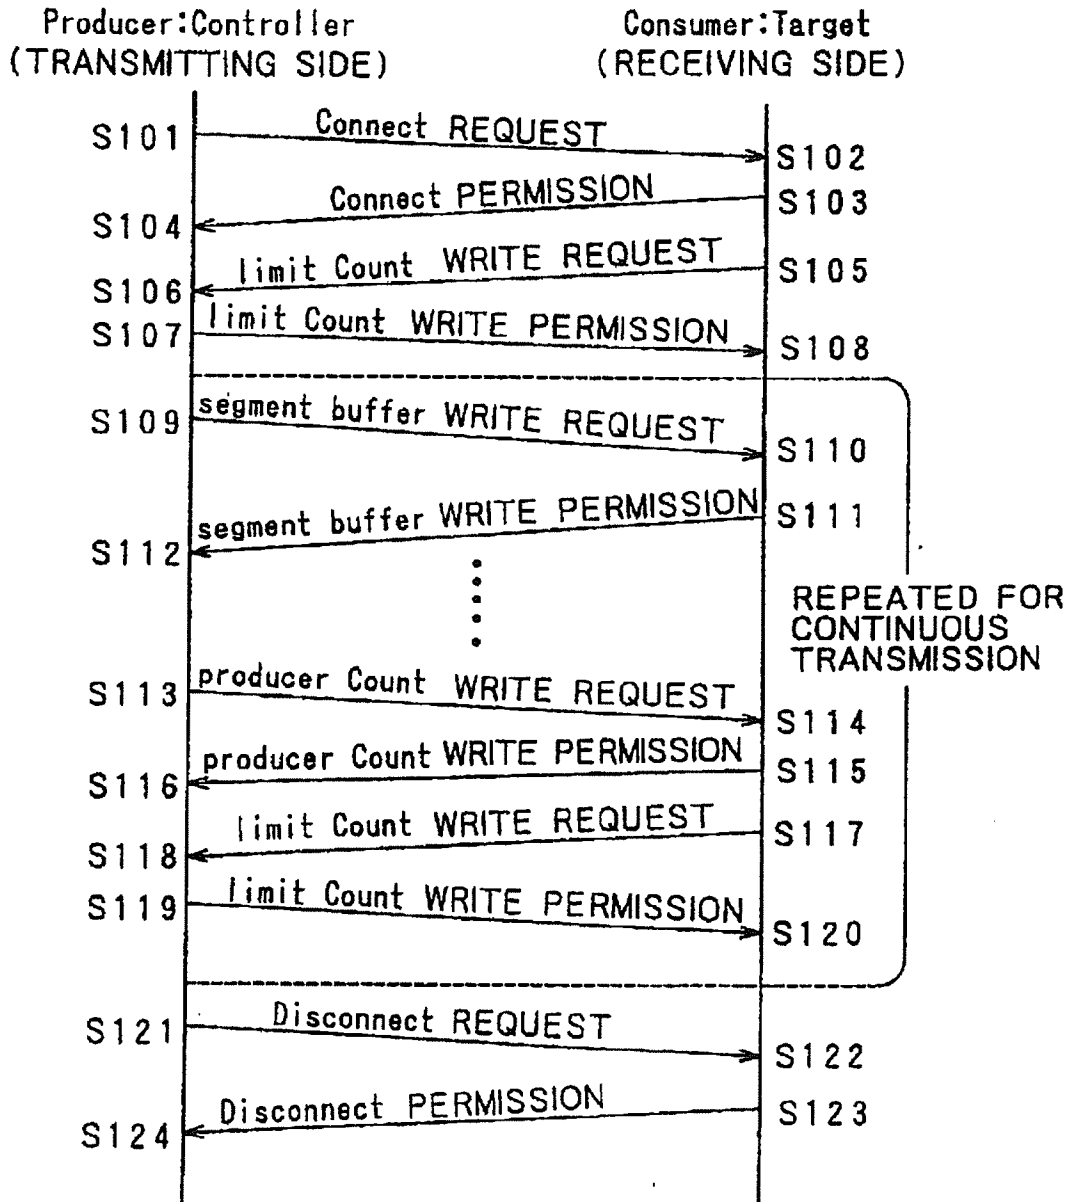 Producer:Controller
(TRANSMITTING SIDE)
Consumer:Target
(RECEIVING SIDE)
S101
Connect REQUEST
S102
Connect PERMISSION
S103
S104
limit Count WRITE REQUEST
S105
S106
S107
limit Count WRITE PERMISSION
S108
S109
segment buffer WRITE REQUEST
S110
segment buffer WRITE PERMISSION
S111
S112
REPEATED FOR
CONTINUOUS
TRANSMISSION
S113
producer Count WRITE REQUEST
S114
producer Count WRITE PERMISSION
S115
S116
limit Count WRITE REQUEST
S117
S118
S119
limit Count WRITE PERMISSION
S120
S121
Disconnect REQUEST
S122
Disconnect PERMISSION
S123
S124